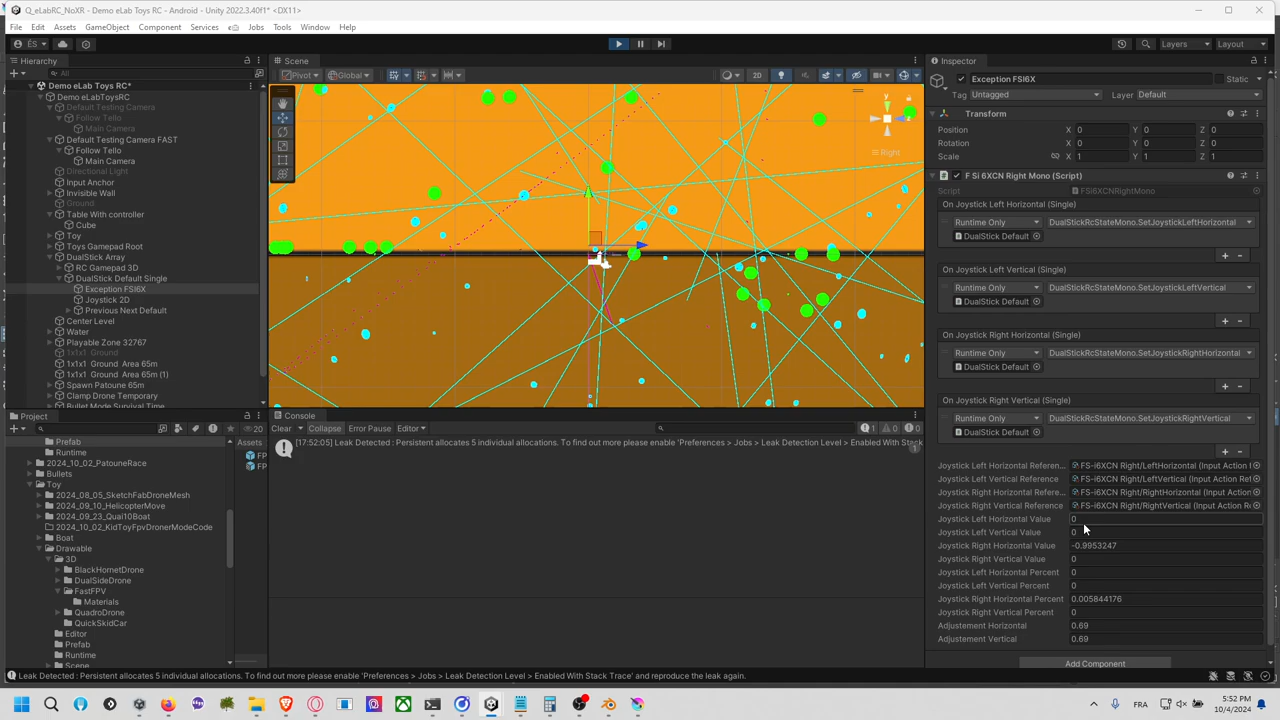 Q_eLabRC_NoXR - Demo eLab Toys RC - Android - Unity 2022.3.40f1* <DX11>
File Edit Assets GameObject Component Services Jobs Tools Window Help
ÉS
Layers
Layout
Hierarchy
All
Demo eLab Toys RC*
Demo eLabToysRC
Default Testing Camera
Follow Tello
Main Camera
Default Testing Camera FAST
Follow Tello
Main Camera
Directional Light
Input Anchor
Invisible Wall
Ground
Table With controller
Cube
Toy
Toys Gamepad Root
DualStick Array
RC Gamepad 3D
DualStick Default Single
Exception FSI6X
Joystick 2D
Previous Next Default
Center Level
Water
Playable Zone 32767
1x1x1 Ground
1x1x1 Ground Area 65m
1x1x1 Ground Area 65m (1)
Spawn Patoune 65m
Clamp Drone Temporary
Bullet Mode Survival Time
Scene
Pivot
Global
2D
y
z
Right
Project
20
Prefab
Runtime
2024_10_02_PatouneRace
Bullets
Toy
2024_08_05_SketchFabDroneMesh
2024_09_10_HelicopterMove
2024_09_23_Quai10Boat
2024_10_02_KidToyFpvDronerModeCode
Boat
Drawable
3D
BlackHornetDrone
DualSideDrone
FastFPV
Materials
QuadroDrone
QuickSkidCar
Editor
Prefab
Runtime
Scene
Assets
FP
FP
Console
Clear Collapse Error Pause Editor
1 0 0
[17:52:05] Leak Detected : Persistent allocates 5 individual allocations. To find out more please enable 'Preferences > Jobs > Leak Detection Level > Enabled With Stack
1
Inspector
Exception FSI6X
Static
Tag Untagged Layer Default
Transform
Position X 0 Y 0 Z 0
Rotation X 0 Y 0 Z 0
Scale X 1 Y 1 Z 1
F Si 6XCN Right Mono (Script)
Script FSi6XCNRightMono
On Joystick Left Horizontal (Single)
Runtime Only DualStickRcStateMono.SetJoystickLeftHorizontal
DualStick Default
On Joystick Left Vertical (Single)
Runtime Only DualStickRcStateMono.SetJoystickLeftVertical
DualStick Default
On Joystick Right Horizontal (Single)
Runtime Only DualStickRcStateMono.SetJoystickRightHorizontal
DualStick Default
On Joystick Right Vertical (Single)
Runtime Only DualStickRcStateMono.SetJoystickRightVertical
DualStick Default
Joystick Left Horizontal Referen... FS-i6XCN Right/LeftHorizontal (Input Action
Joystick Left Vertical Reference FS-i6XCN Right/LeftVertical (Input Action Re
Joystick Right Horizontal Refere... FS-i6XCN Right/RightHorizontal (Input Action
Joystick Right Vertical Reference FS-i6XCN Right/RightVertical (Input Action Re
Joystick Left Horizontal Value 0
Joystick Left Vertical Value 0
Joystick Right Horizontal Value -0.9953247
Joystick Right Vertical Value 0
Joystick Left Horizontal Percent 0
Joystick Left Vertical Percent 0
Joystick Right Horizontal Percent 0.005844176
Joystick Right Vertical Percent 0
Adjustement Horizontal 0.69
Adjustement Vertical 0.69
Add Component
Leak Detected : Persistent allocates 5 individual allocations. To find out more please enable 'Preferences > Jobs > Leak Detection Level > Enabled With Stack Trace' and reproduce the leak again.
FRA
5:52 PM
10/4/2024